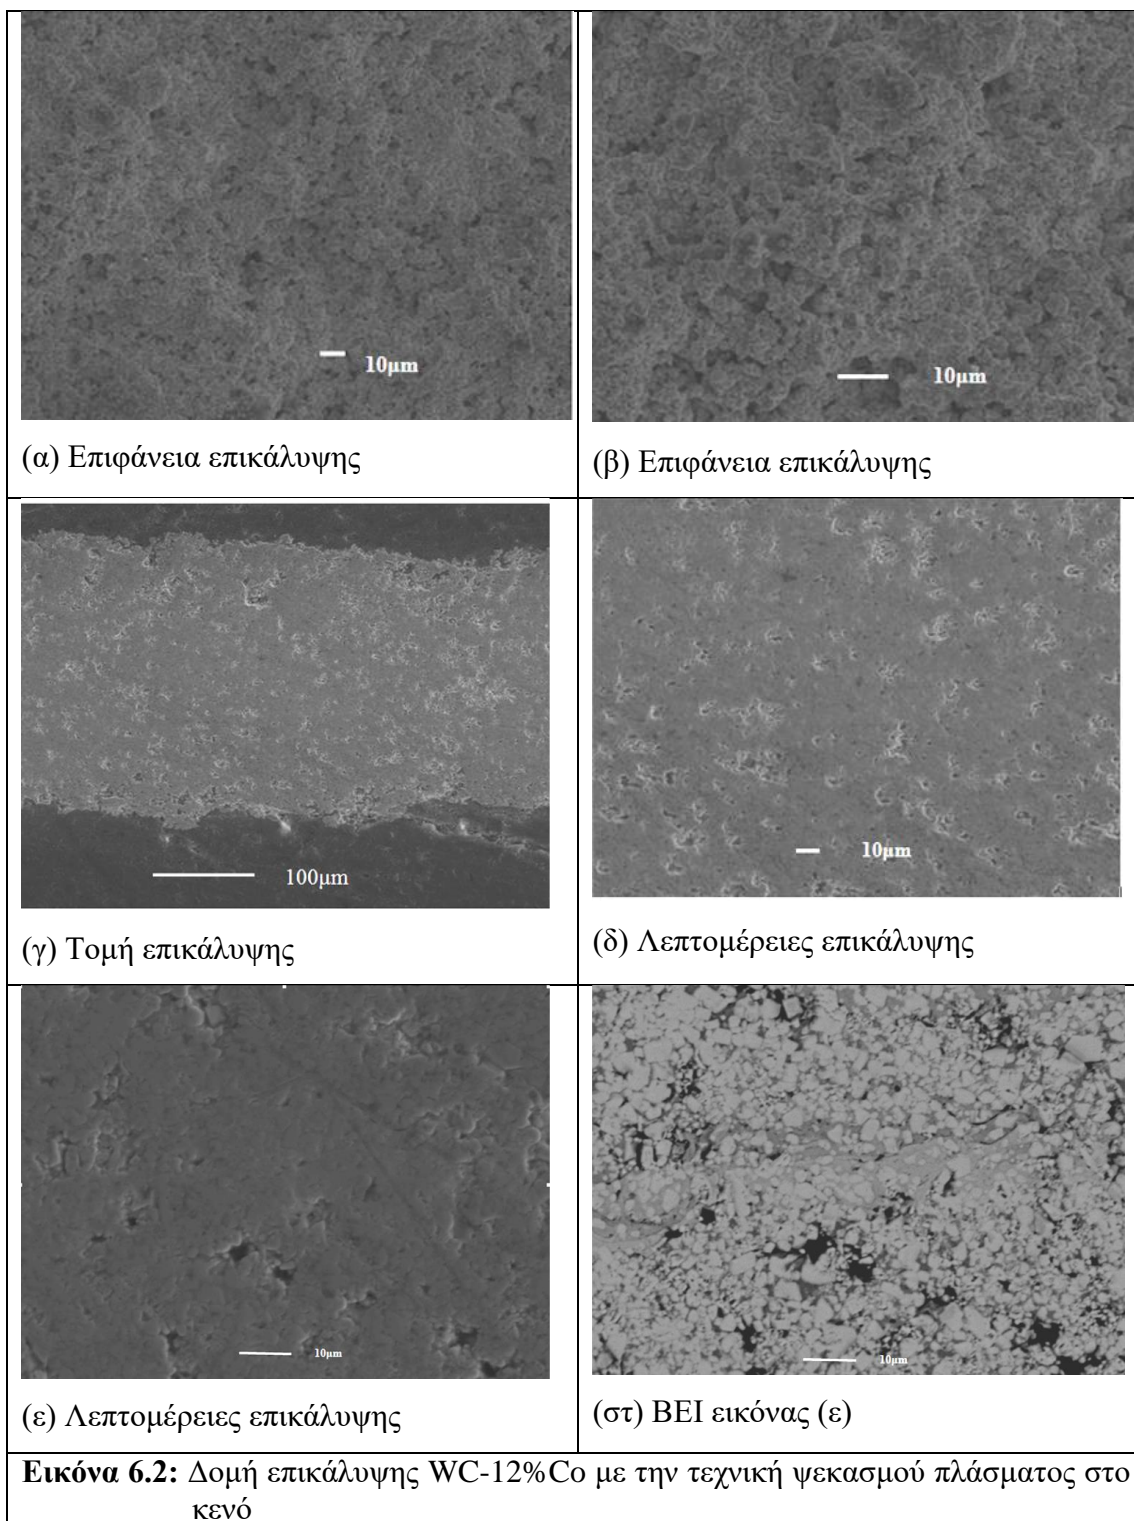 10μm
10μm
(α) Επιφάνεια επικάλυψης
(β) Επιφάνεια επικάλυψης
100μm
10μm
(γ) Τομή επικάλυψης
(δ) Λεπτομέρειες επικάλυψης
10μm
10μm
(ε) Λεπτομέρειες επικάλυψης
(στ) BEI εικόνας (ε)
Εικόνα 6.2: Δομή επικάλυψης WC-12%Co με την τεχνική ψεκασμού πλάσματος στο
κενό